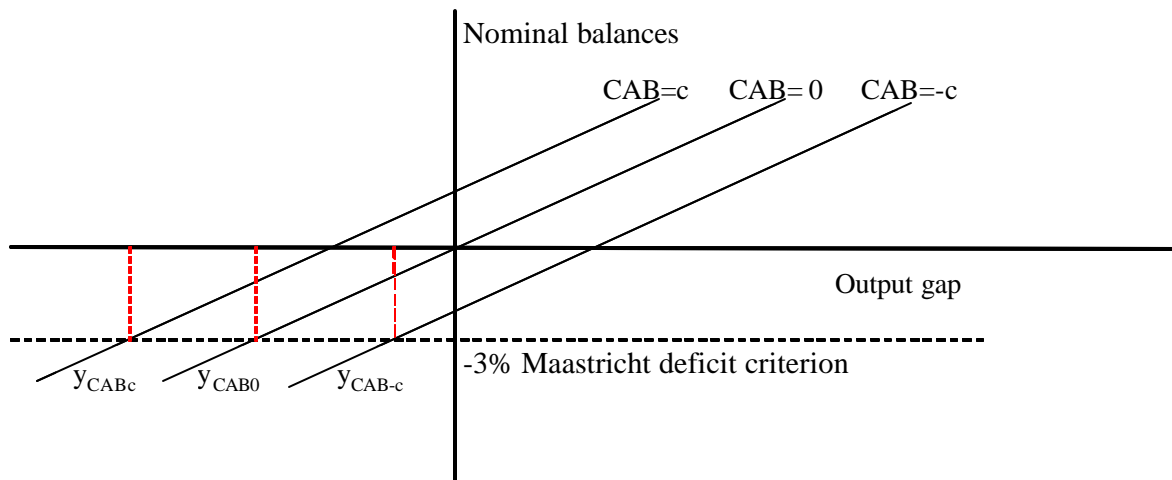 Nominal balances
CAB=c CAB= 0 CAB=-c
Output gap
-3% Maastricht deficit criterion
yCABc yCAB0 yCAB-c